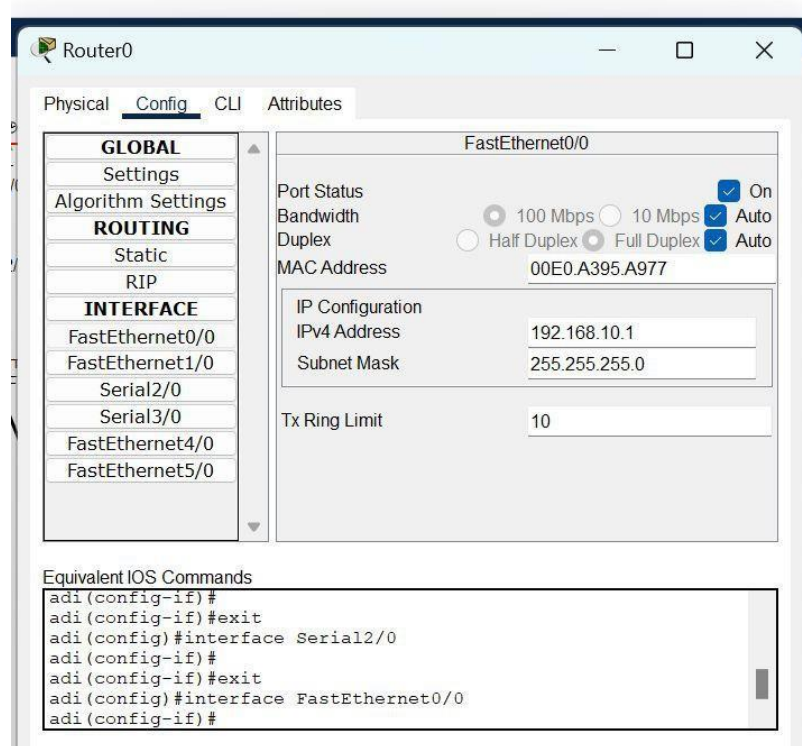 Router0
Physical Config CLI Attributes
GLOBAL
Settings
Algorithm Settings
ROUTING
Static
RIP
INTERFACE
FastEthernet0/0
FastEthernet1/0
Serial2/0
Serial3/0
FastEthernet4/0
FastEthernet5/0
FastEthernet0/0
Port Status On
Bandwidth 100 Mbps 10 Mbps Auto
Duplex Half Duplex Full Duplex Auto
MAC Address 00E0.A395.A977
IP Configuration
IPv4 Address 192.168.10.1
Subnet Mask 255.255.255.0
Tx Ring Limit 10
Equivalent IOS Commands
adi(config-if)#
adi(config-if)#exit
adi(config)#interface Serial2/0
adi(config-if)#
adi(config-if)#exit
adi(config)#interface FastEthernet0/0
adi(config-if)#